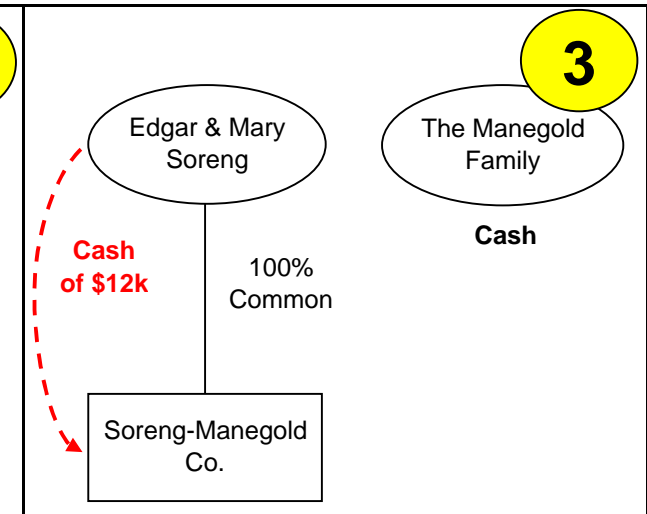 3
Edgar & Mary
Soreng
The Manegold
Family
Cash
Cash
of $12k
100%
Common
Soreng-Manegold
Co.